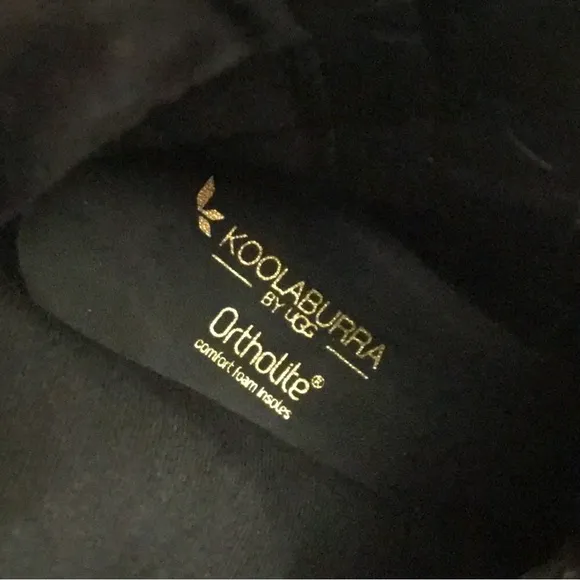 KOOLABURRA
BY UGG
OrthoLite®
comfort foam insoles